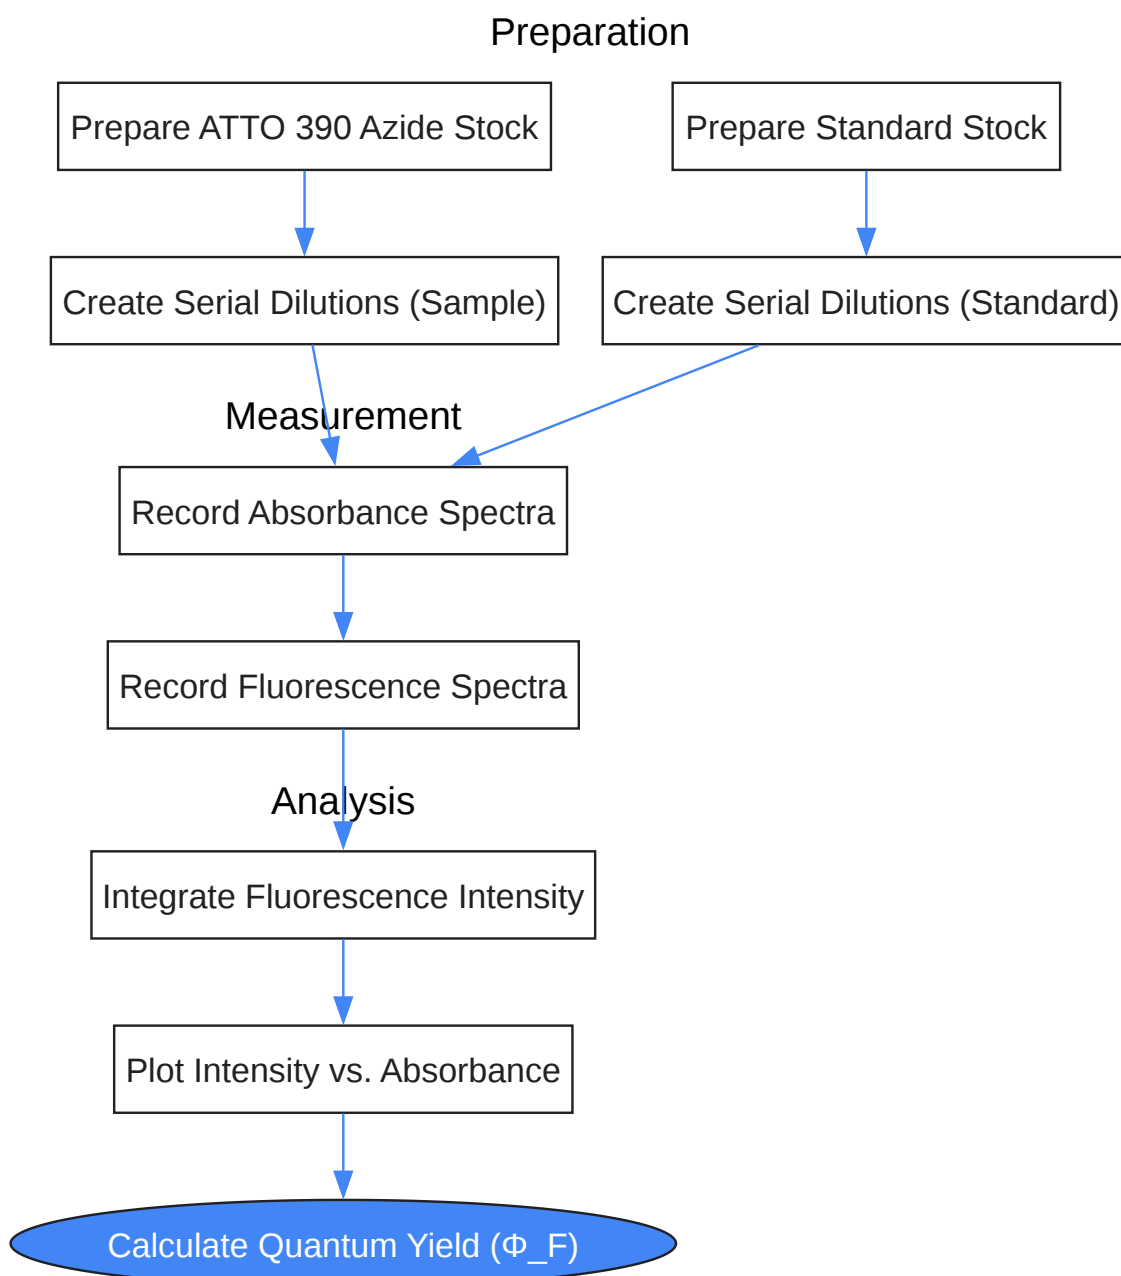 Preparation
Prepare ATTO 390 Azide Stock
Prepare Standard Stock
Create Serial Dilutions (Sample)
Create Serial Dilutions (Standard)
Measurement
Record Absorbance Spectra
Record Fluorescence Spectra
Analysis
Integrate Fluorescence Intensity
Plot Intensity vs. Absorbance
Calculate Quantum Yield (Φ_F)